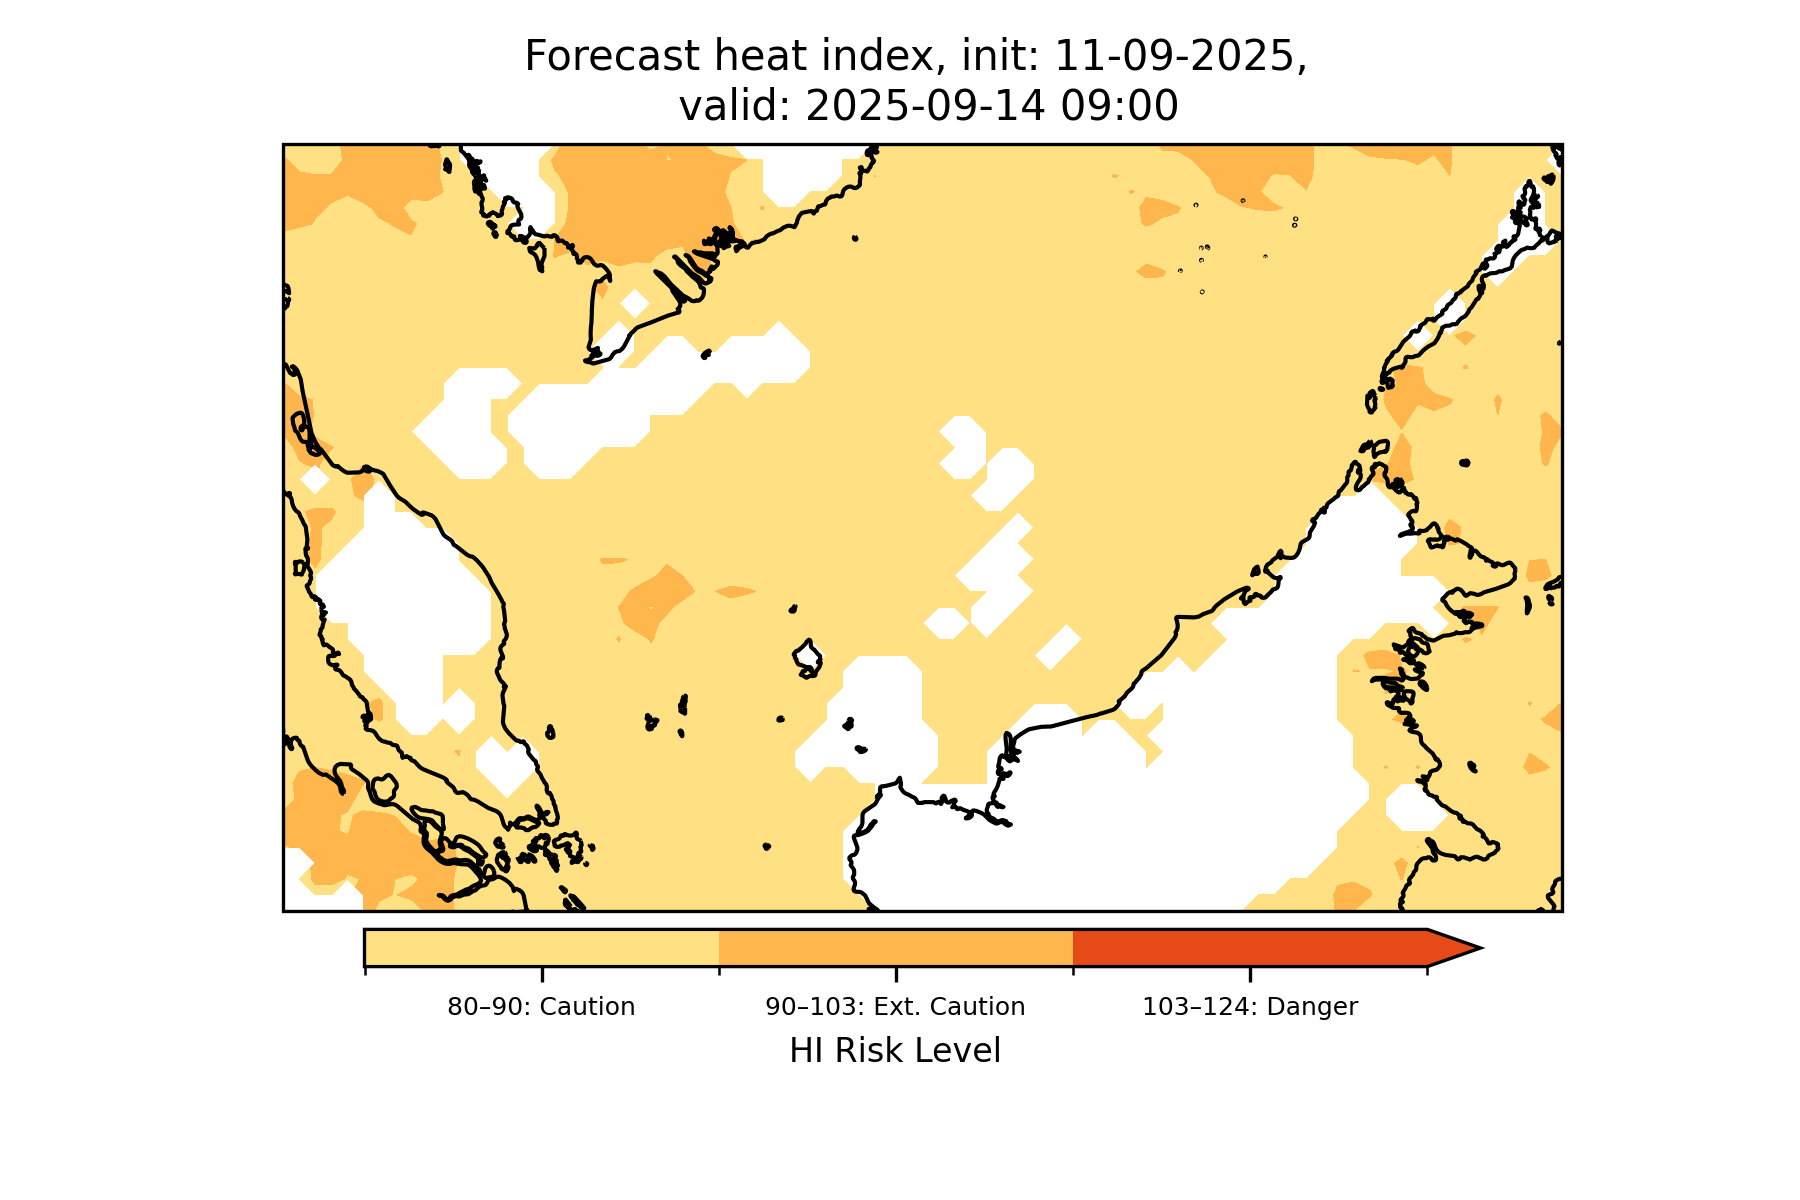 Forecast heat index, init: 11-09-2025,
valid: 2025-09-14 09:00
80–90: Caution
90–103: Ext. Caution
103–124: Danger
HI Risk Level